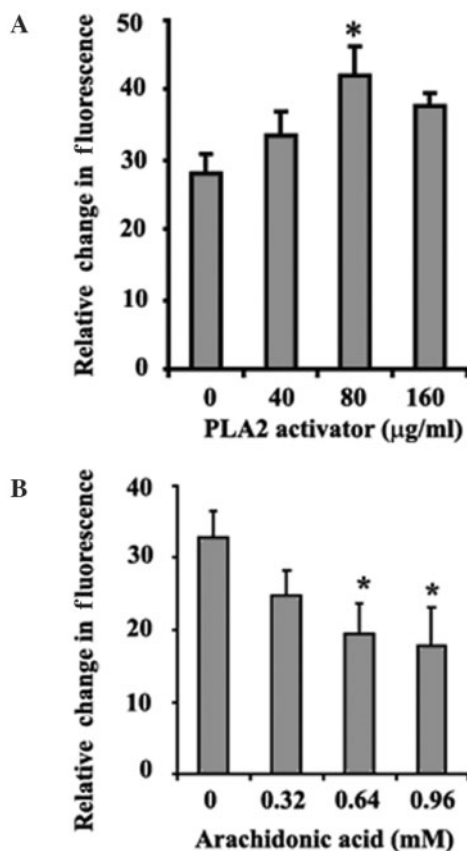 A
Relative change in fluorescence
50
40
30
20
10
0
*
0 40 80 160
PLA2 activator (μg/ml)
B
Relative change in fluorescence
40
30
20
10
0
* *
0 0.32 0.64 0.96
Arachidonic acid (mM)